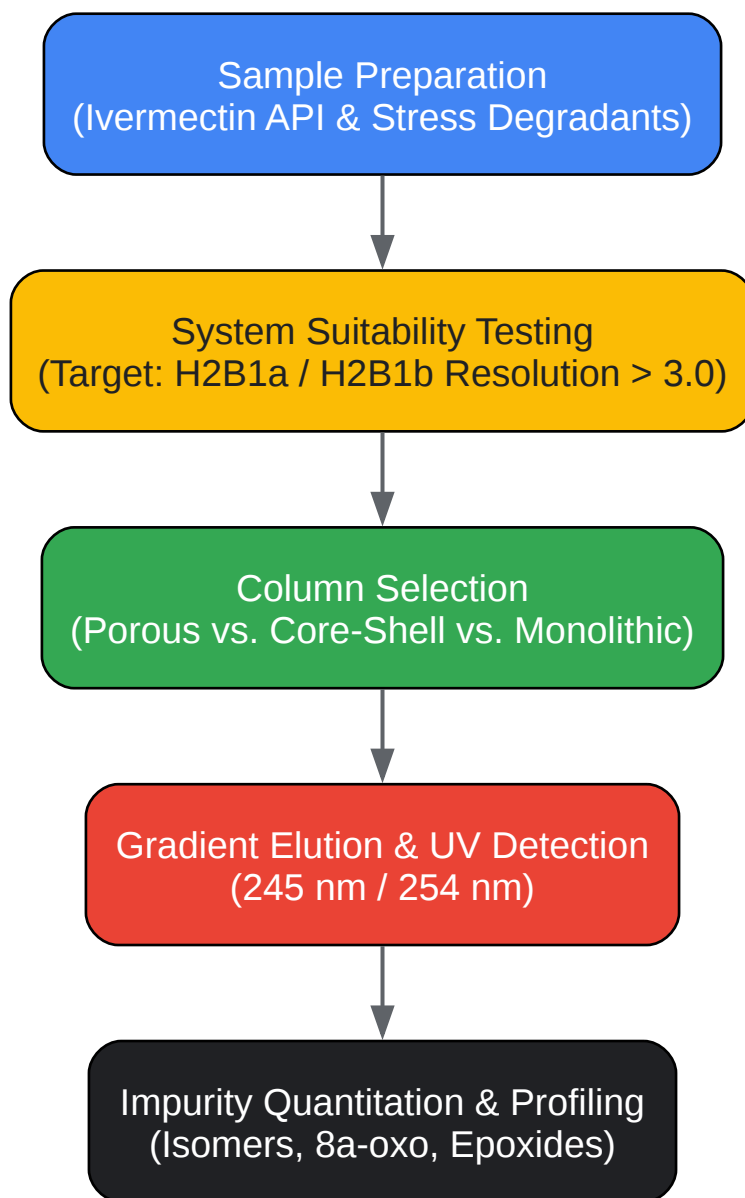 Sample Preparation
(Ivermectin API & Stress Degradants)
System Suitability Testing
(Target: H2B1a / H2B1b Resolution > 3.0)
Column Selection
(Porous vs. Core-Shell vs. Monolithic)
Gradient Elution & UV Detection
(245 nm / 254 nm)
Impurity Quantitation & Profiling
(Isomers, 8a-oxo, Epoxides)